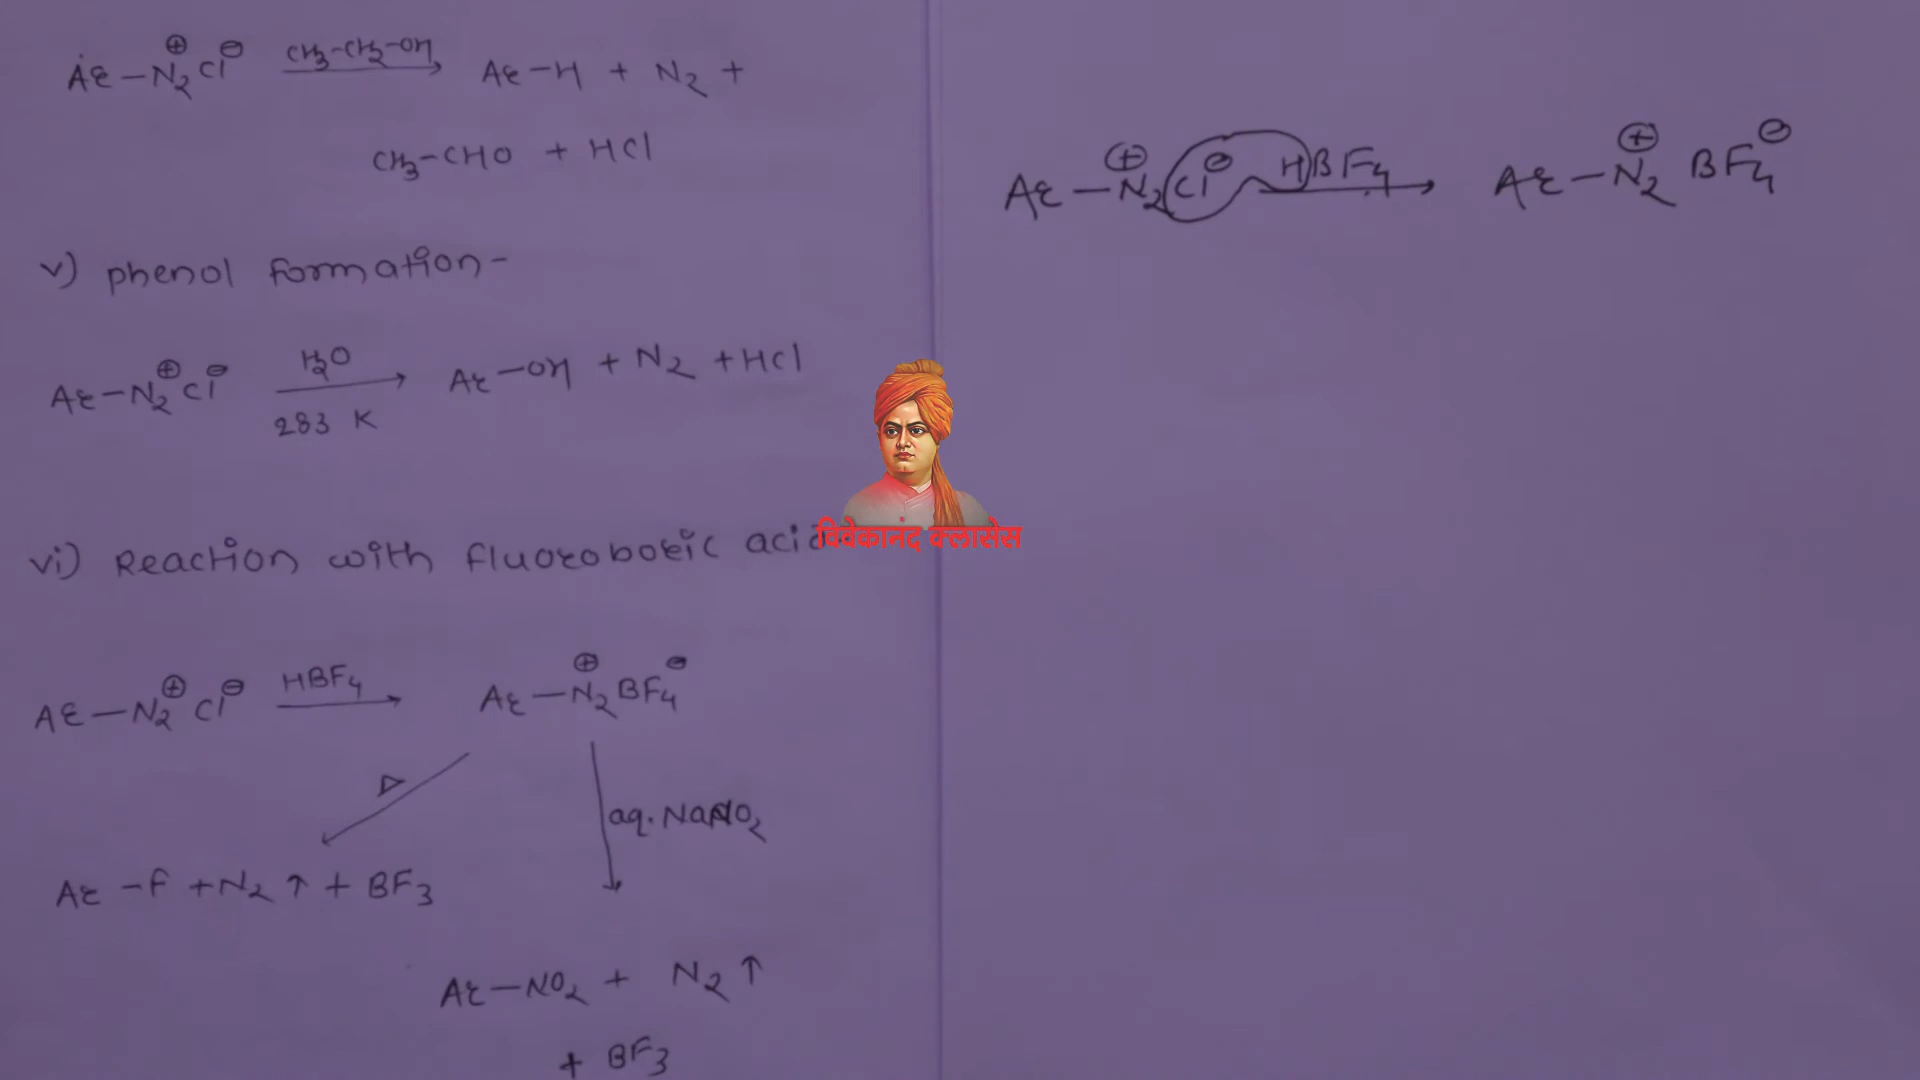 Ar-N₂⊕Cl⊖ CH₃-CH₂-OH → Ar-H + N₂ +
CH₃-CHO + HCl
v) phenol formation-
Ar-N₂⊕Cl⊖ H₂O → Ar-OH + N₂ + HCl
283 K
vi) Reaction with fluoroboric acid
Ar-N₂⊕Cl⊖ HBF₄ → Ar-N₂⊕BF₄⊖
Δ
aq. NaNO₂
Ar-F + N₂↑ + BF₃
Ar-NO₂ + N₂↑
+ BF₃
Ar-N₂⊕Cl⊖ HBF₄ → Ar-N₂⊕ BF₄⊖
विवेकानंद क्लासेस